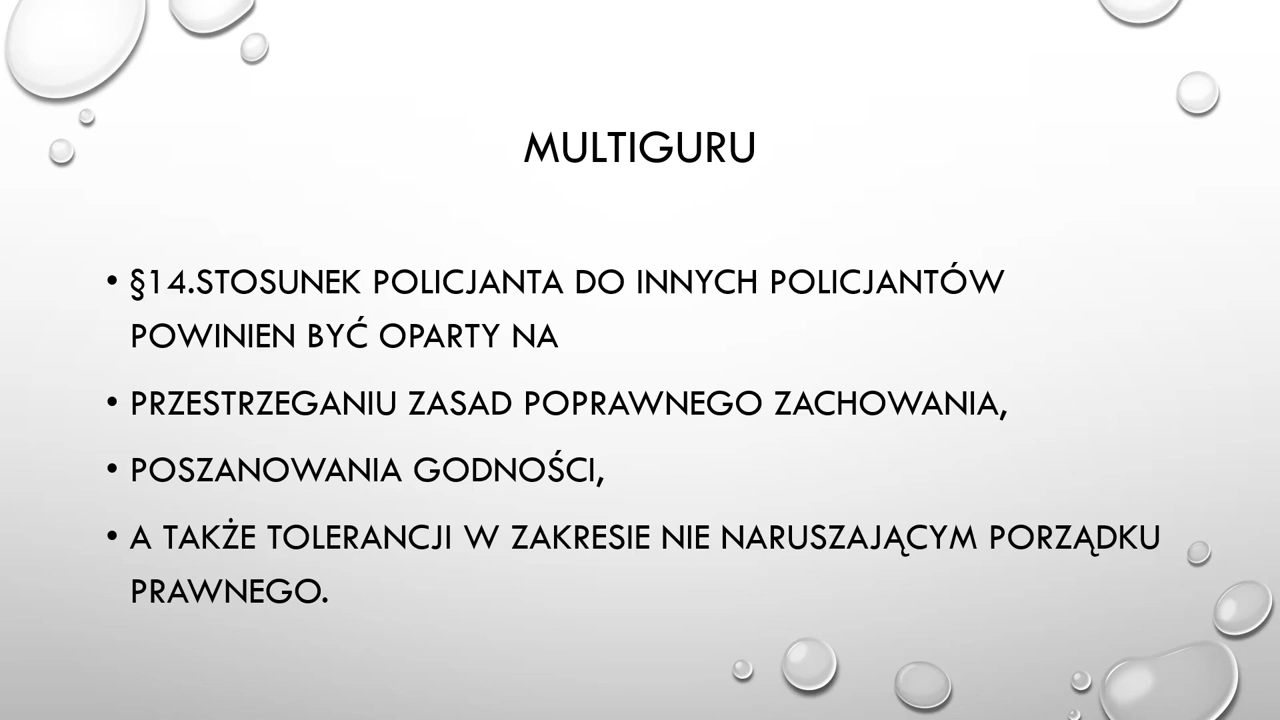 MULTIGURU
• §14.STOSUNEK POLICJANTA DO INNYCH POLICJANTÓW
POWINIEN BYĆ OPARTY NA
• PRZESTRZEGANIU ZASAD POPRAWNEGO ZACHOWANIA,
• POSZANOWANIA GODNOŚCI,
• A TAKŻE TOLERANCJI W ZAKRESIE NIE NARUSZAJĄCYM PORZĄDKU
PRAWNEGO.